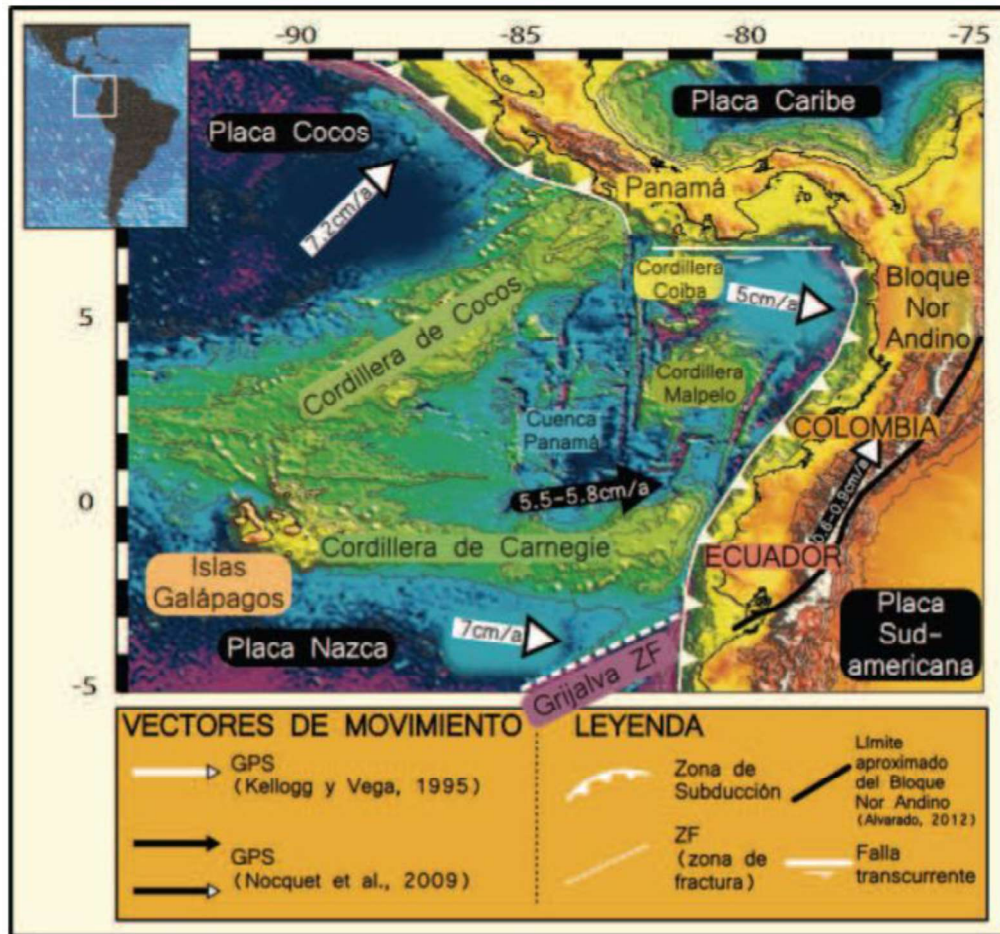 -90 -85 -80 -75
Placa Cocos
Placa Caribe
7.2cm/a
Panamá
Cordillera
Coiba
5cm/a
Bloque
Nor
Andino
5
Cordillera de Cocos
Cordillera
Malpelo
Cuenca
Panamá
COLOMBIA
5.5-5.8cm/a
0.6-0.9cm/a
0
Cordillera de Carnegie
ECUADOR
Islas
Galápagos
Placa
Sud-
americana
7cm/a
Placa Nazca
Grijalva ZF
-5
VECTORES DE MOVIMIENTO
GPS
(Kellogg y Vega, 1995)
GPS
(Nocquet et al., 2009)
LEYENDA
Zona de
Subducción
Límite
aproximado
del Bloque
Nor Andino
(Alvarado, 2012)
ZF
(zona de
fractura)
Falla
transcurrente